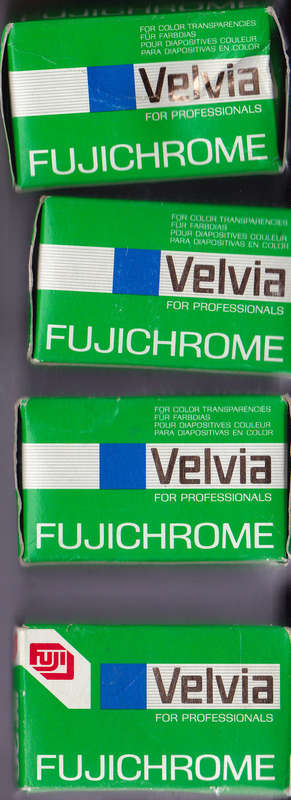 FOR COLOR TRANSPARENCIES
FÜR FARBDIAS
POUR DIAPOSITIVES COULEUR
PARA DIAPOSITIVAS EN COLOR
Velvia
FOR PROFESSIONALS
FUJICHROME
FOR COLOR TRANSPARENCIES
FÜR FARBDIAS
POUR DIAPOSITIVES COULEUR
PARA DIAPOSITIVAS EN COLOR
Velvia
FOR PROFESSIONALS
FUJICHROME
FOR COLOR TRANSPARENCIES
FÜR FARBDIAS
POUR DIAPOSITIVES COULEUR
PARA DIAPOSITIVAS EN COLOR
Velvia
FOR PROFESSIONALS
FUJICHROME
FUJI
Velvia
FOR PROFESSIONALS
FUJICHROME